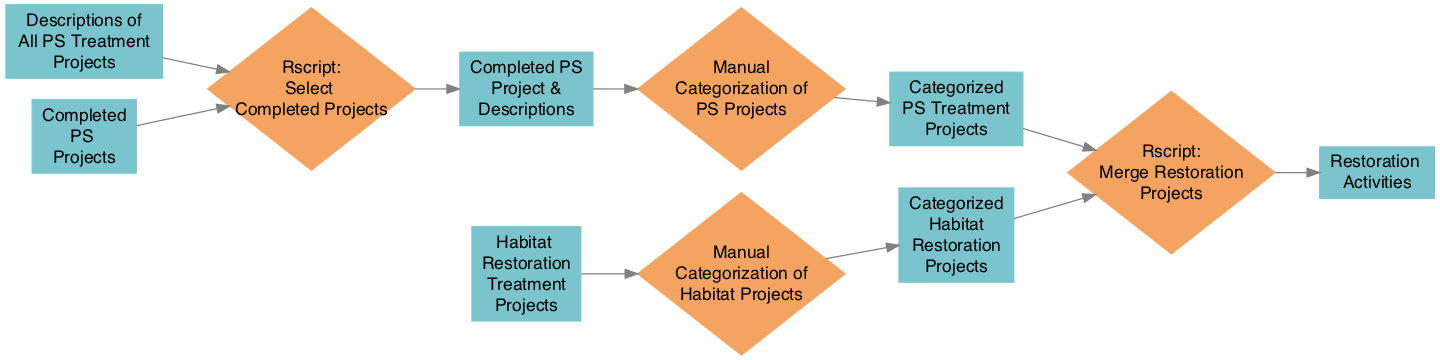 Descriptions of
All PS Treatment
Projects
Completed
PS
Projects
Rscript:
Select
Completed Projects
Completed PS
Project &
Descriptions
Manual
Categorization of
PS Projects
Categorized
PS Treatment
Projects
Habitat
Restoration
Treatment
Projects
Manual
Categorization of
Habitat Projects
Categorized
Habitat
Restoration
Projects
Rscript:
Merge Restoration
Projects
Restoration
Activities